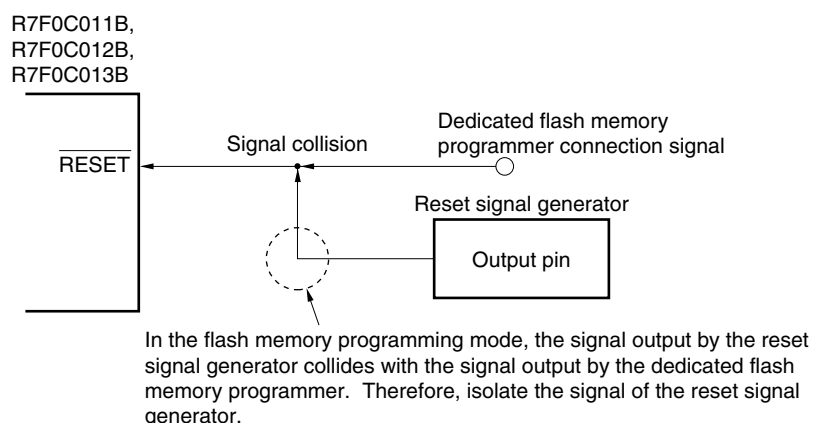 R7F0C011B,
R7F0C012B,
R7F0C013B
RESET
Signal collision
Dedicated flash memory
programmer connection signal
Reset signal generator
Output pin
In the flash memory programming mode, the signal output by the reset
signal generator collides with the signal output by the dedicated flash
memory programmer.  Therefore, isolate the signal of the reset signal
generator.